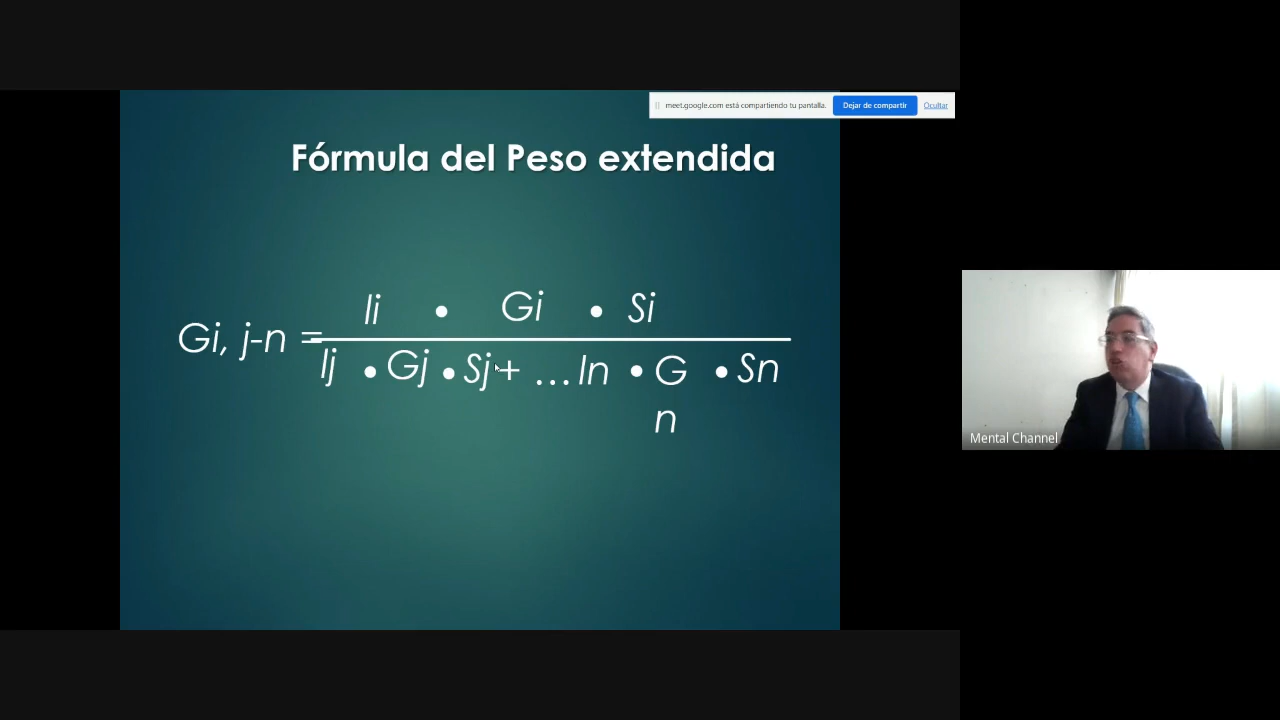 meet.google.com está compartiendo tu pantalla. Dejar de compartir Ocultar
Fórmula del Peso extendida
Ii • Gi • Si
Gi, j-n =
Ij • Gj • Sj + ... In • G • Sn
n
Mental Channel